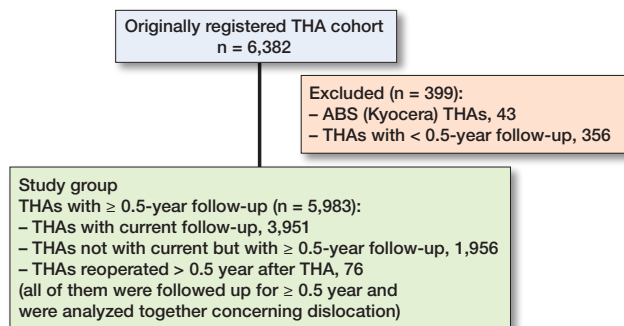 Originally registered THA cohort
n = 6,382
Excluded (n = 399):
– ABS (Kyocera) THAs, 43
– THAs with < 0.5-year follow-up, 356
Study group
THAs with ≥ 0.5-year follow-up (n = 5,983):
– THAs with current follow-up, 3,951
– THAs not with current but with ≥ 0.5-year follow-up, 1,956
– THAs reoperated > 0.5 year after THA, 76
(all of them were followed up for ≥ 0.5 year and
were analyzed together concerning dislocation)